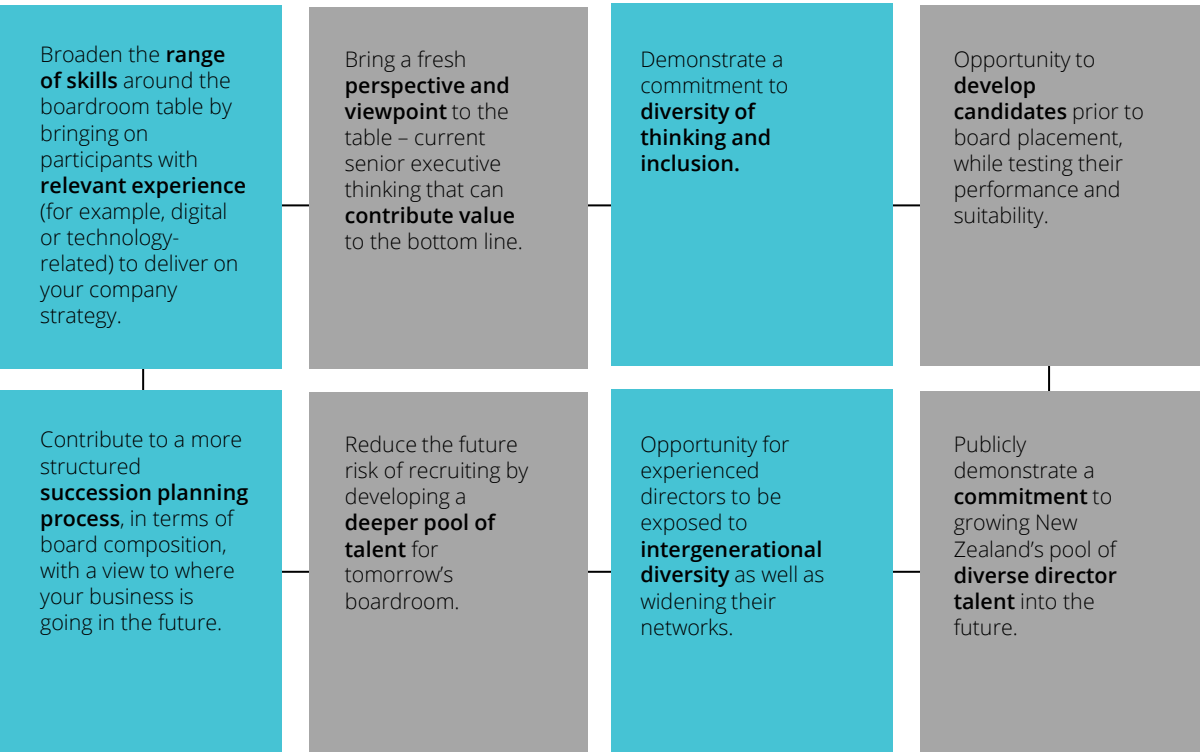 Broaden the range
of skills around the
boardroom table by
bringing on
participants with
relevant experience
(for example, digital
or technology-
related) to deliver on
your company
strategy.
Bring a fresh
perspective and
viewpoint to the
table – current
senior executive
thinking that can
contribute value
to the bottom line.
Demonstrate a
commitment to
diversity of
thinking and
inclusion.
Opportunity to
develop
candidates prior to
board placement,
while testing their
performance and
suitability.
Contribute to a more
structured
succession planning
process, in terms of
board composition,
with a view to where
your business is
going in the future.
Reduce the future
risk of recruiting by
developing a
deeper pool of
talent for
tomorrow’s
boardroom.
Opportunity for
experienced
directors to be
exposed to
intergenerational
diversity as well as
widening their
networks.
Publicly
demonstrate a
commitment to
growing New
Zealand’s pool of
diverse director
talent into the
future.